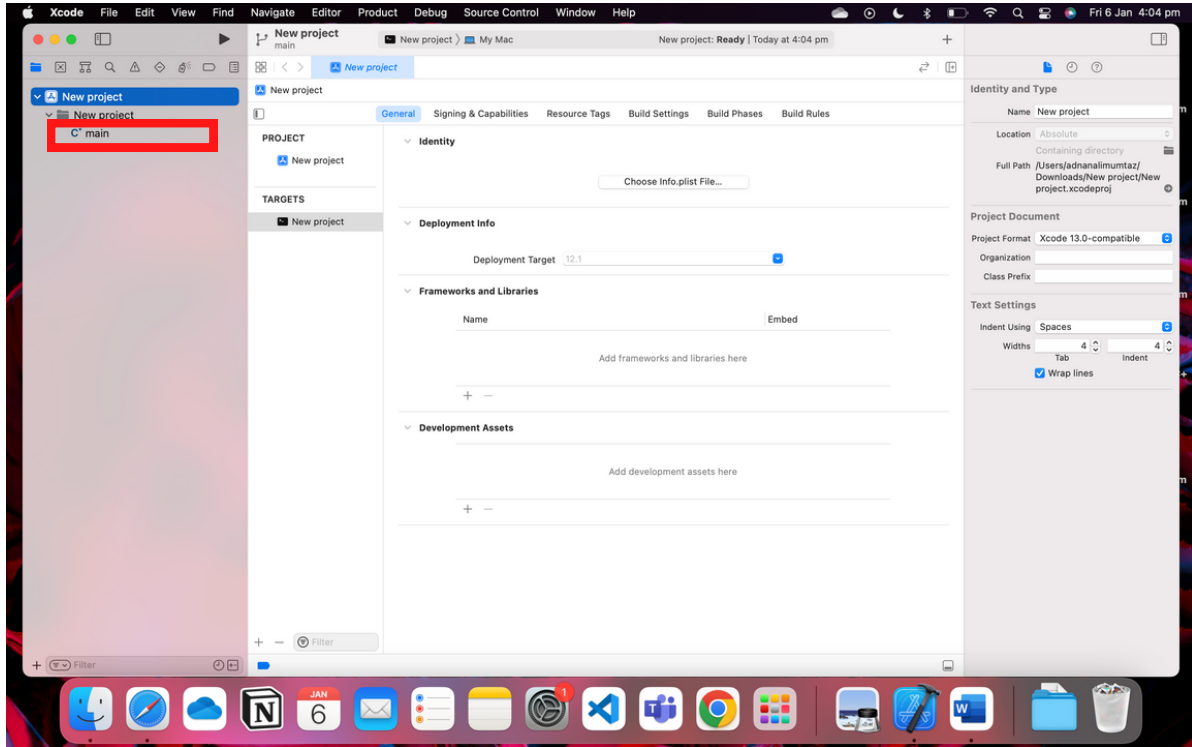 Xcode File Edit View Find Navigate Editor Product Debug Source Control Window Help Fri 6 Jan 4:04 pm
New project
main
New project 〉 My Mac
New project: Ready | Today at 4:04 pm
New project
New project
New project
main
New project
General Signing & Capabilities Resource Tags Build Settings Build Phases Build Rules
PROJECT
New project
TARGETS
New project
Identity
Choose Info.plist File...
Deployment Info
Deployment Target 12.1
Frameworks and Libraries
Name Embed
Add frameworks and libraries here
Development Assets
Add development assets here
Filter
Filter
Identity and Type
Name New project
Location Absolute
Containing directory
Full Path /Users/adnanalimumtaz/
Downloads/New project/New
project.xcodeproj
Project Document
Project Format Xcode 13.0-compatible
Organization
Class Prefix
Text Settings
Indent Using Spaces
Widths 4 4
Tab Indent
Wrap lines
JAN
6
1
W